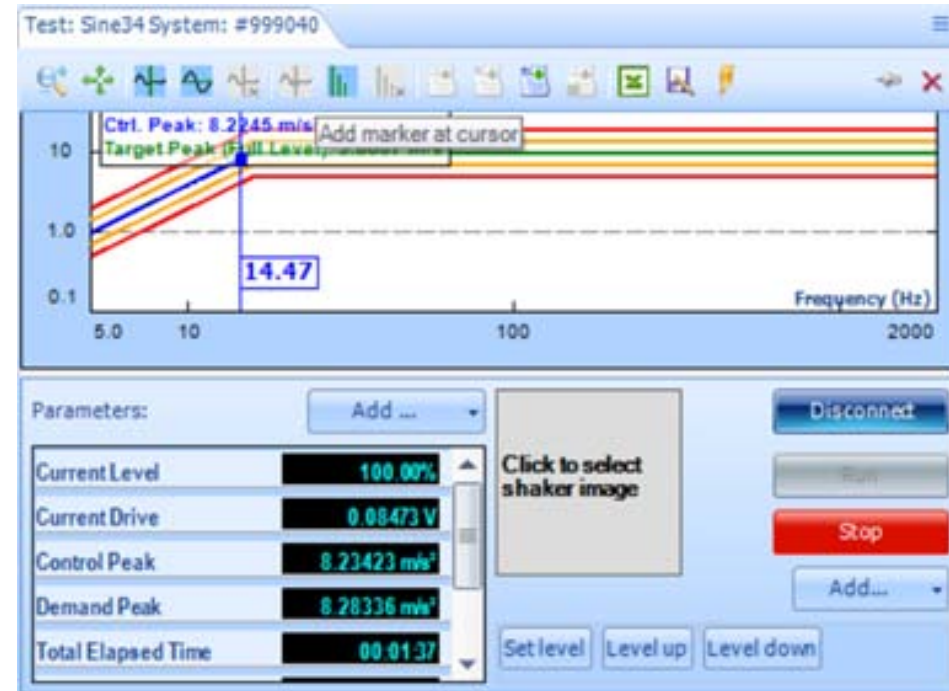 Test: Sine34 System: #999040
Ctrl. Peak: 8.2245 m/s
Add marker at cursor
Target Peak (Full Level):
10
1.0
14.47
0.1
Frequency (Hz)
5.0 10 100 2000
Parameters:
Add ...
Disconnect
Current Level 100.00%
Click to select
shaker image
Run
Current Drive 0.08473 V
Stop
Control Peak 8.23423 m/s²
Add...
Demand Peak 8.28336 m/s²
Total Elapsed Time 00:01:37
Set level Level up Level down